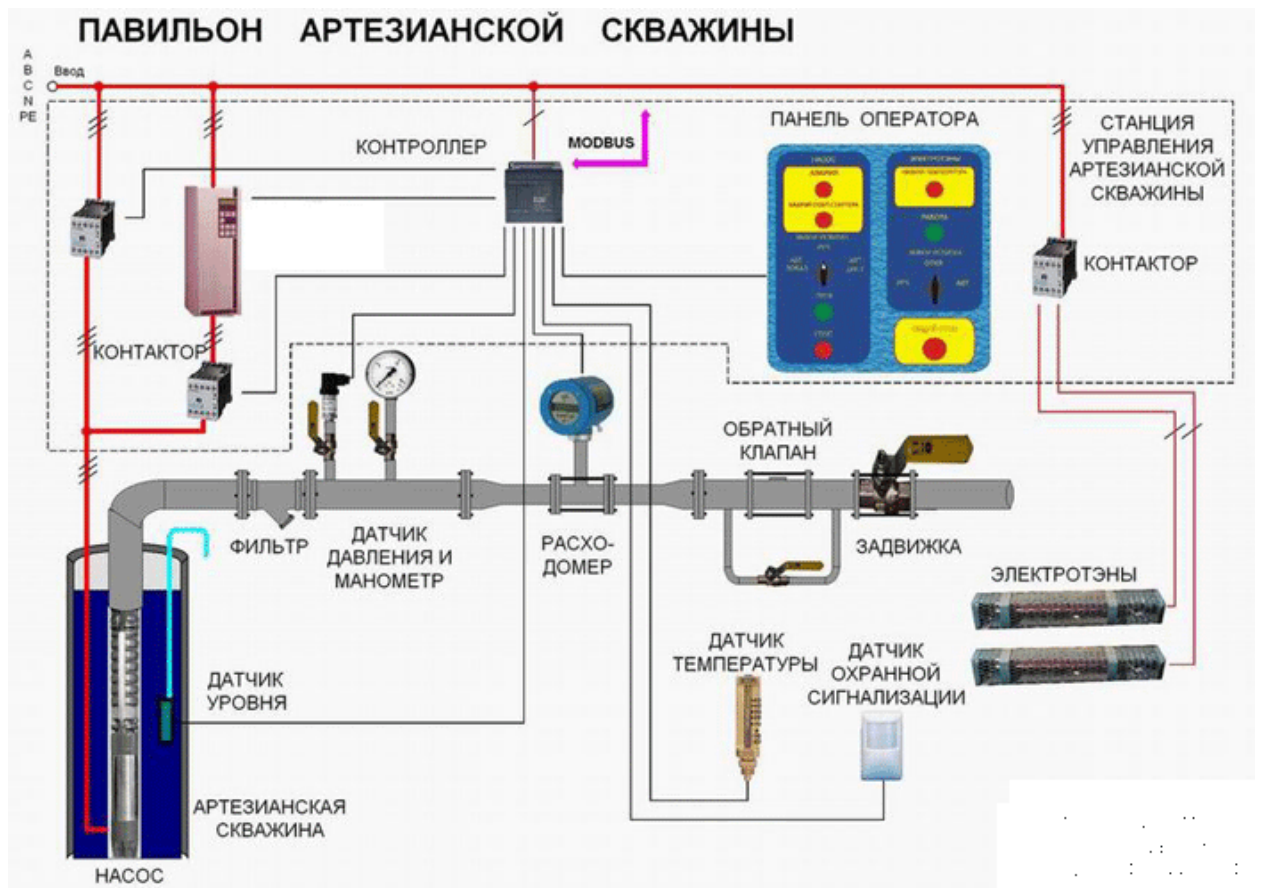 ПАВИЛЬОН АРТЕЗИАНСКОЙ СКВАЖИНЫ
A
B
C
N
PE
Ввод
КОНТРОЛЛЕР
MODBUS
ПАНЕЛЬ ОПЕРАТОРА
СТАНЦИЯ
УПРАВЛЕНИЯ
АРТЕЗИАНСКОЙ
СКВАЖИНЫ
КОНТАКТОР
КОНТАКТОР
ОБРАТНЫЙ
КЛАПАН
ФИЛЬТР
ДАТЧИК
ДАВЛЕНИЯ И
МАНОМЕТР
РАСХО-
ДОМЕР
ЗАДВИЖКА
ЭЛЕКТРОТЭНЫ
ДАТЧИК
ТЕМПЕРАТУРЫ
ДАТЧИК
ОХРАННОЙ
СИГНАЛИЗАЦИИ
ДАТЧИК
УРОВНЯ
АРТЕЗИАНСКАЯ
СКВАЖИНА
НАСОС